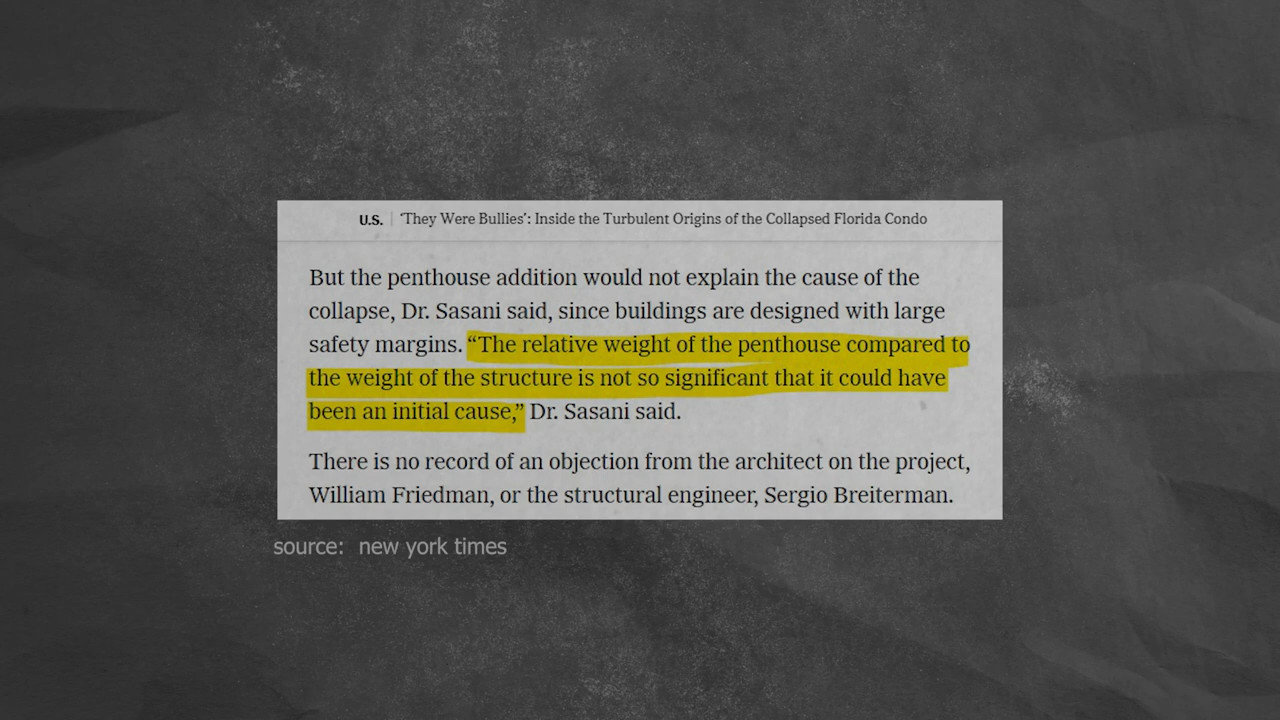 U.S. | ‘They Were Bullies’: Inside the Turbulent Origins of the Collapsed Florida Condo
But the penthouse addition would not explain the cause of the
collapse, Dr. Sasani said, since buildings are designed with large
safety margins. “The relative weight of the penthouse compared to
the weight of the structure is not so significant that it could have
been an initial cause,” Dr. Sasani said.
There is no record of an objection from the architect on the project,
William Friedman, or the structural engineer, Sergio Breiterman.
source: new york times